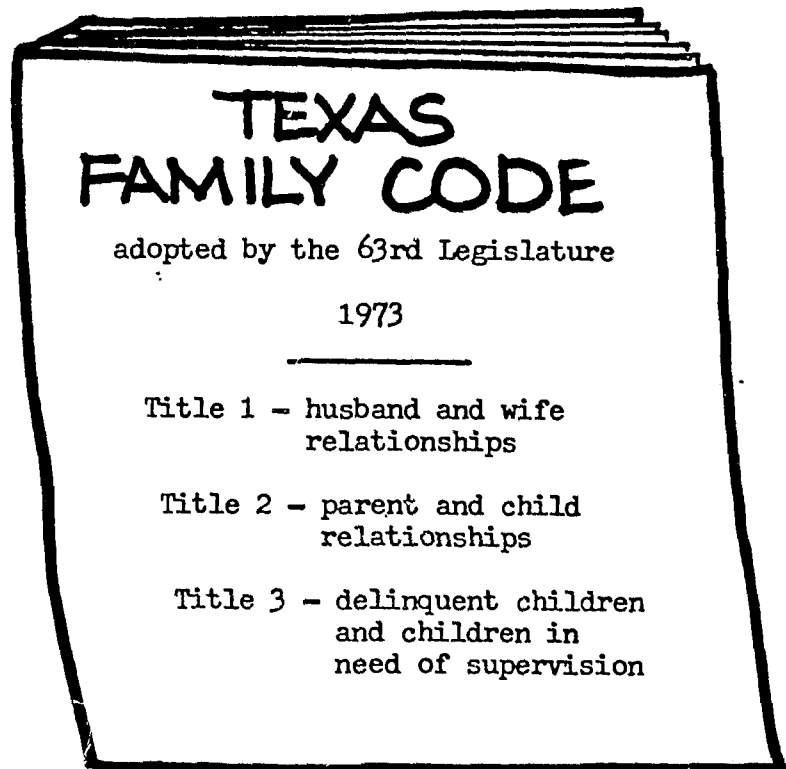 TEXAS
FAMILY CODE
adopted by the 63rd Legislature
1973
Title 1 - husband and wife
relationships
Title 2 - parent and child
relationships
Title 3 - delinquent children
and children in
need of supervision